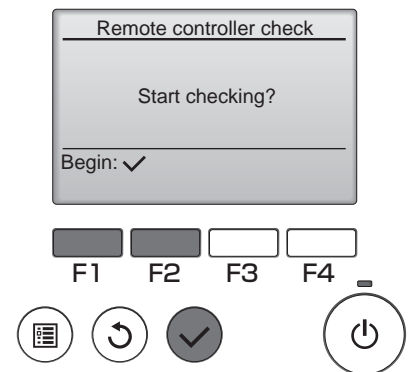 Remote controller check
Start checking?
Begin: ✓
F1 F2 F3 F4